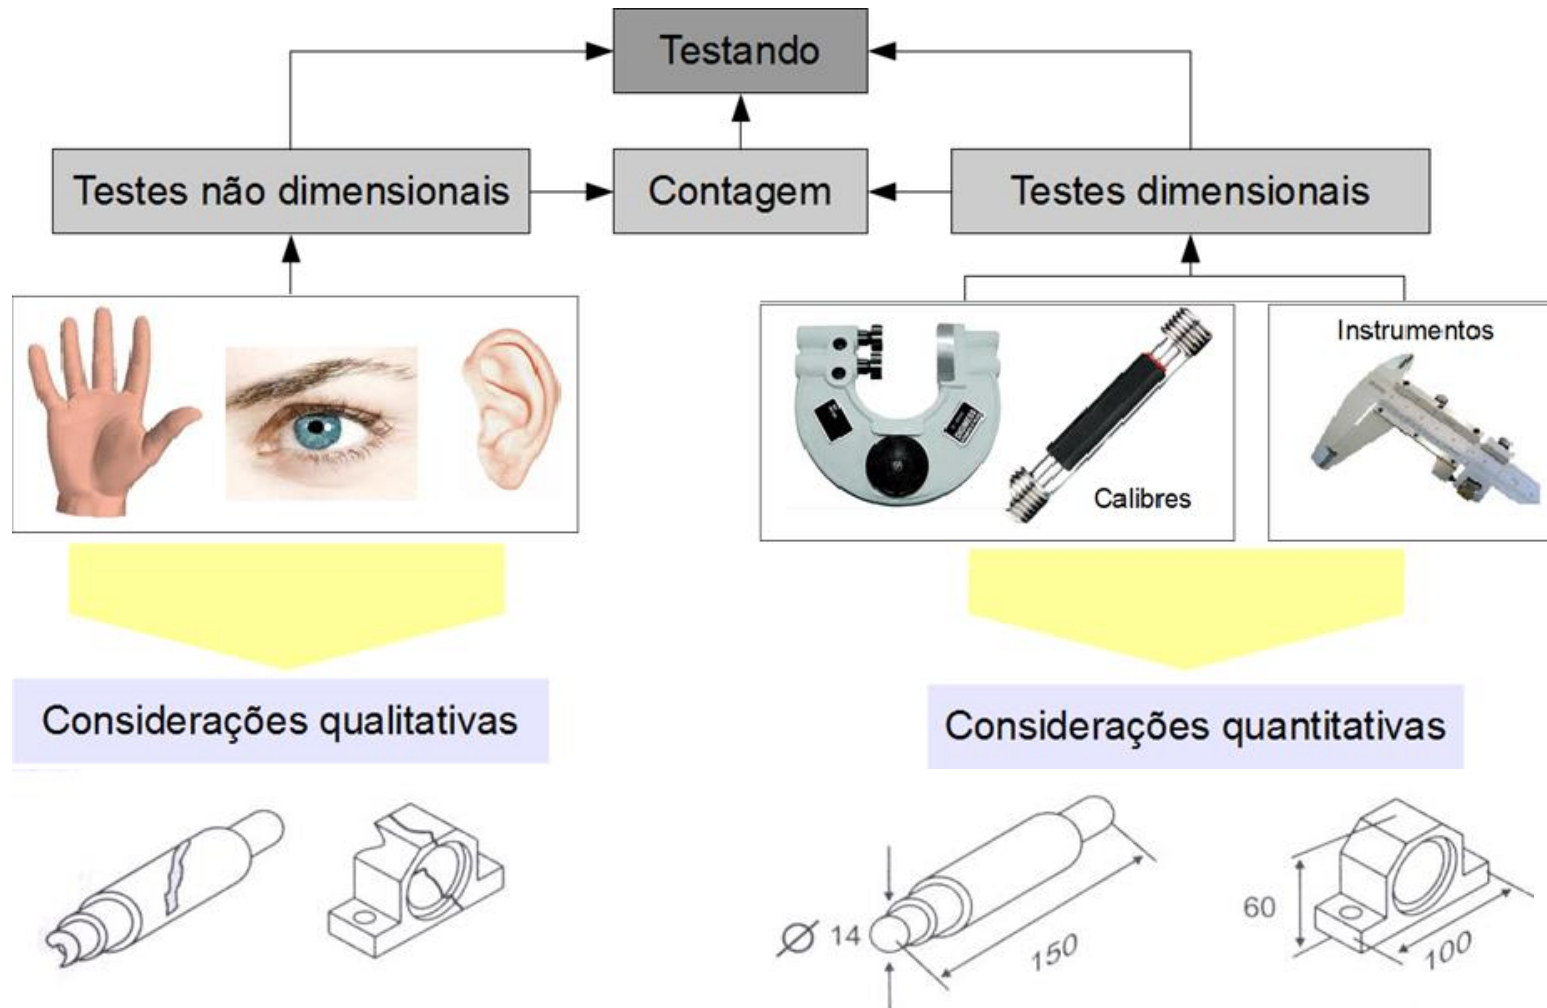 Testando
Testes não dimensionais
Contagem
Testes dimensionais
Calibres
Instrumentos
Considerações qualitativas
Considerações quantitativas
14
150
60
100